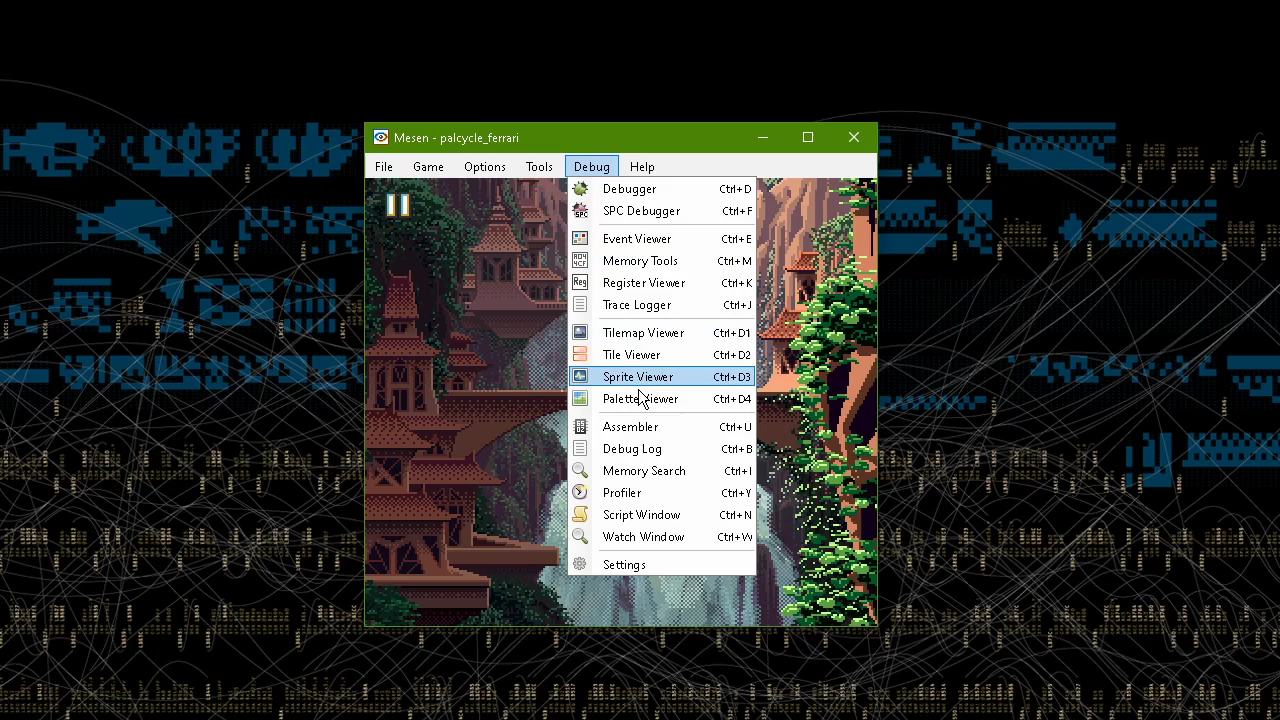 Mesen - palcycle_ferrari
File Game Options Tools Debug Help
Debugger Ctrl+D
SPC Debugger Ctrl+F
Event Viewer Ctrl+E
Memory Tools Ctrl+M
Register Viewer Ctrl+K
Trace Logger Ctrl+J
Tilemap Viewer Ctrl+D1
Tile Viewer Ctrl+D2
Sprite Viewer Ctrl+D3
Palette Viewer Ctrl+D4
Assembler Ctrl+U
Debug Log Ctrl+B
Memory Search Ctrl+I
Profiler Ctrl+Y
Script Window Ctrl+N
Watch Window Ctrl+W
Settings